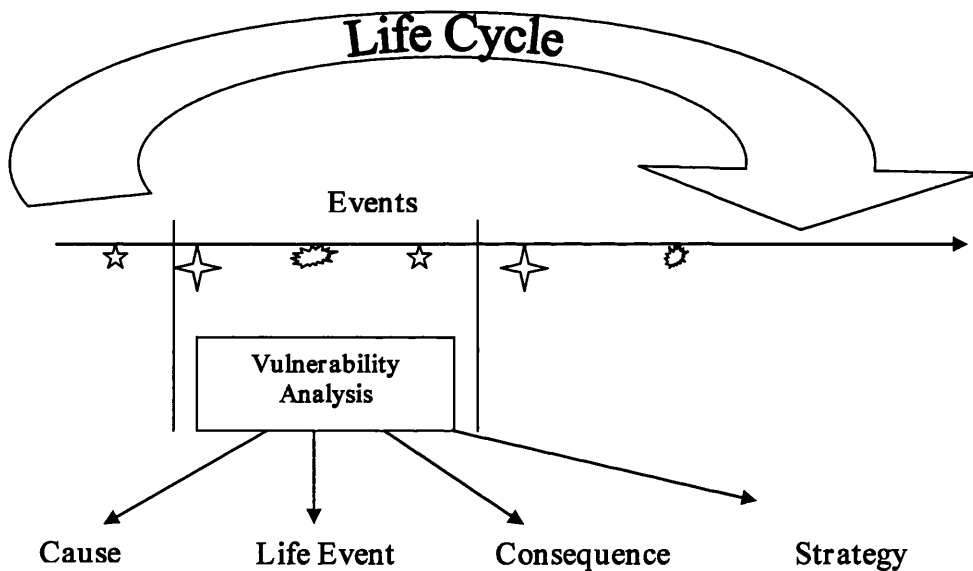 Life Cycle
Events
Vulnerability
Analysis
Cause Life Event Consequence Strategy